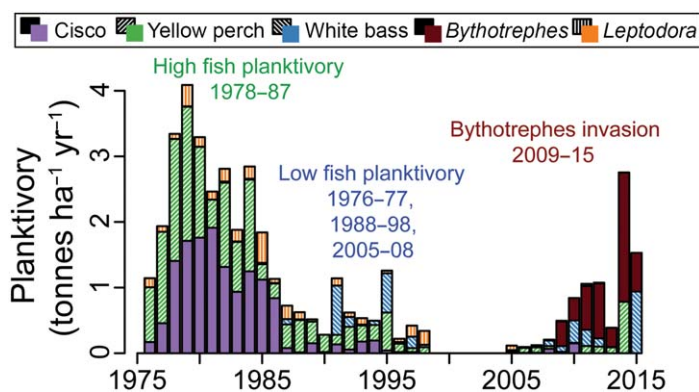 Cisco Yellow perch White bass Bythotrephes Leptodora
High fish planktivory
1978–87
Bythotrephes invasion
2009–15
Low fish planktivory
1976–77,
1988–98,
2005–08
Planktivory
(tonnes ha⁻¹ yr⁻¹)
4
3
2
1
0
1975 1985 1995 2005 2015